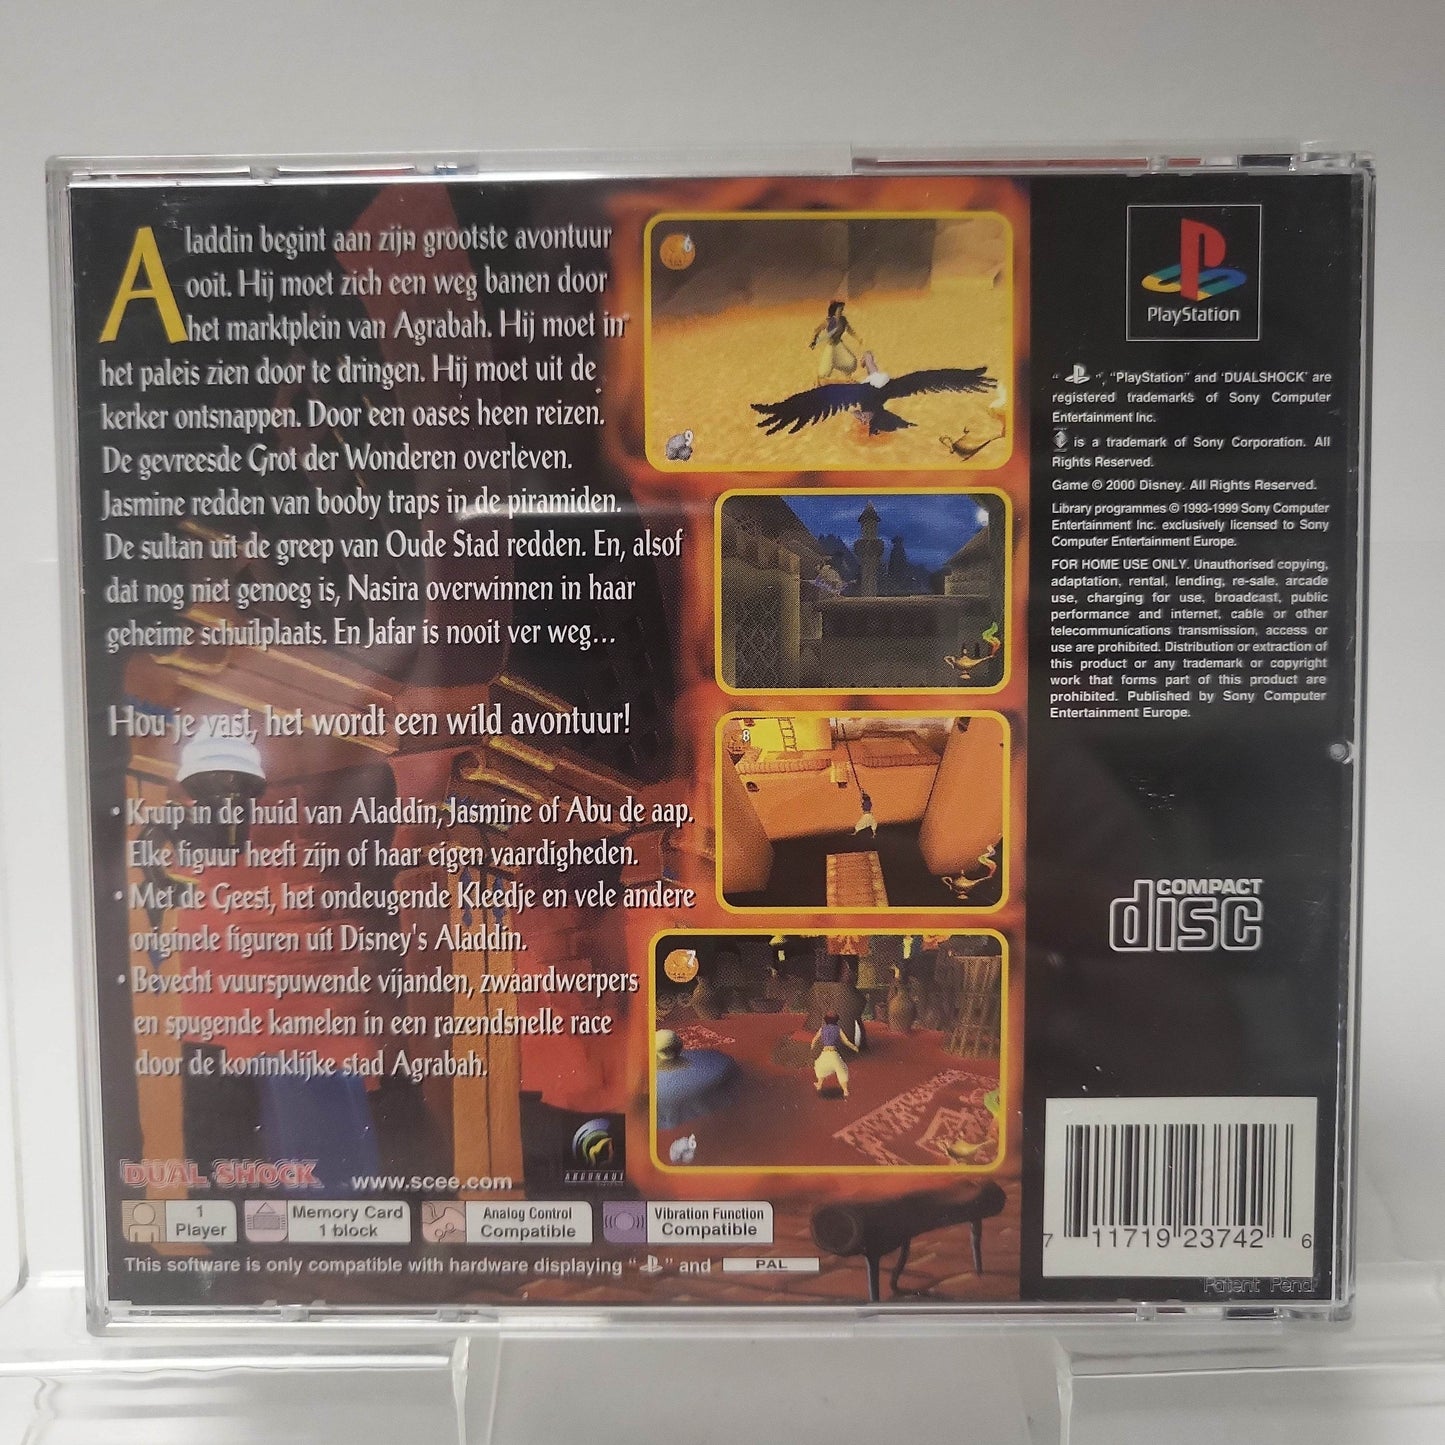 Aladdin begint aan zijn grootste avontuur
ooit. Hij moet zich een weg banen door
het marktplein van Agrabah. Hij moet in
het paleis zien door te dringen. Hij moet uit de
kerker ontsnappen. Door een oases heen reizen.
De gevreesde Grot der Wonderen overleven.
Jasmine redden van booby traps in de piramiden.
De sultan uit de greep van Oude Stad redden. En, alsof
dat nog niet genoeg is, Nasira overwinnen in haar
geheime schuilplaats. En Jafar is nooit ver weg...
Hou je vast, het wordt een wild avontuur!
• Kruip in de huid van Aladdin, Jasmine of Abu de aap.
Elke figuur heeft zijn of haar eigen vaardigheden.
• Met de Geest, het ondeugende Kleedje en vele andere
originele figuren uit Disney's Aladdin.
• Bevecht vuurspuwende vijanden, zwaardwerpers
en spugende kamelen in een razendsnelle race
door de koninklijke stad Agrabah.
DUAL SHOCK
www.scee.com
ARGONAUT
1
Player
Memory Card
1 block
Analog Control
Compatible
Vibration Function
Compatible
This software is only compatible with hardware displaying " " and PAL
6
9
8
7
6
PlayStation
" ", "PlayStation" and 'DUALSHOCK' are
registered trademarks of Sony Computer
Entertainment Inc.
is a trademark of Sony Corporation. All
Rights Reserved.
Game © 2000 Disney. All Rights Reserved.
Library programmes © 1993-1999 Sony Computer
Entertainment Inc. exclusively licensed to Sony
Computer Entertainment Europe.
FOR HOME USE ONLY. Unauthorised copying,
adaptation, rental, lending, re-sale, arcade
use, charging for use, broadcast, public
performance and internet, cable or other
telecommunications transmission, access or
use are prohibited. Distribution or extraction of
this product or any trademark or copyright
work that forms part of this product are
prohibited. Published by Sony Computer
Entertainment Europe.
COMPACT
disc
7 11719 23742 6
Patent Pend.